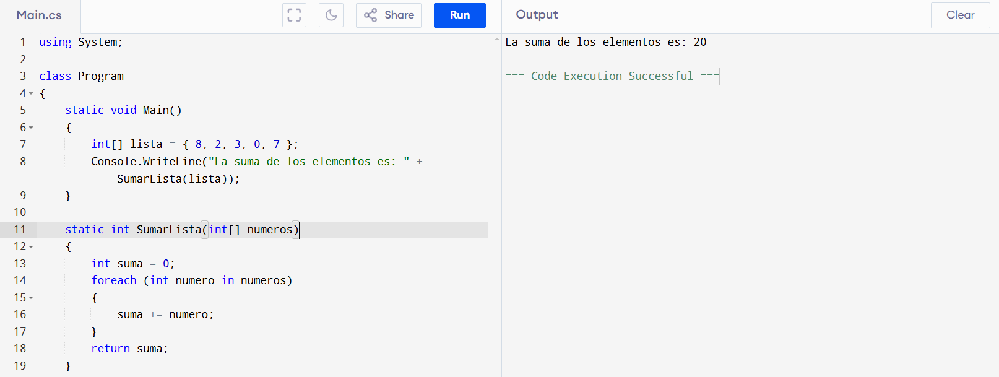 Main.cs
Share
Run
Output
Clear
1 using System;
2
3 class Program
4 {
5     static void Main()
6     {
7         int[] lista = { 8, 2, 3, 0, 7 };
8         Console.WriteLine("La suma de los elementos es: " +
            SumarLista(lista));
9     }
10
11     static int SumarLista(int[] numeros)
12     {
13         int suma = 0;
14         foreach (int numero in numeros)
15         {
16             suma += numero;
17         }
18         return suma;
19     }
La suma de los elementos es: 20
=== Code Execution Successful ===